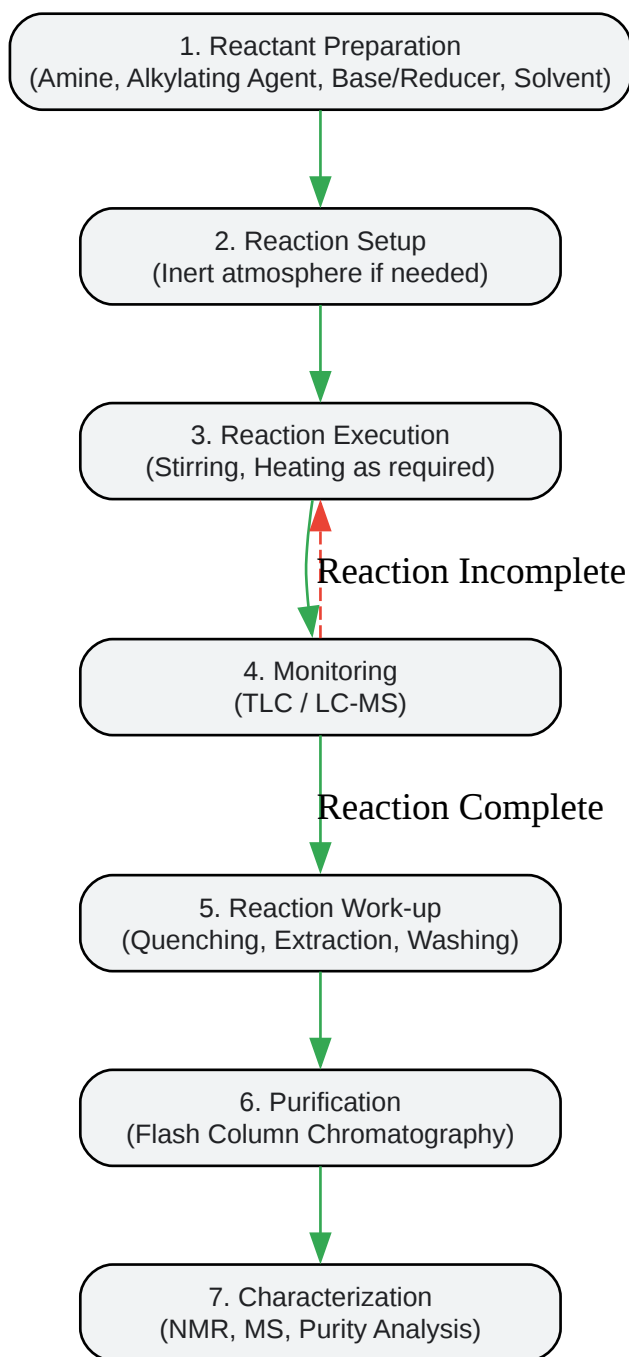 1. Reactant Preparation
(Amine, Alkylating Agent, Base/Reducer, Solvent)
2. Reaction Setup
(Inert atmosphere if needed)
3. Reaction Execution
(Stirring, Heating as required)
Reaction Incomplete
4. Monitoring
(TLC / LC-MS)
Reaction Complete
5. Reaction Work-up
(Quenching, Extraction, Washing)
6. Purification
(Flash Column Chromatography)
7. Characterization
(NMR, MS, Purity Analysis)